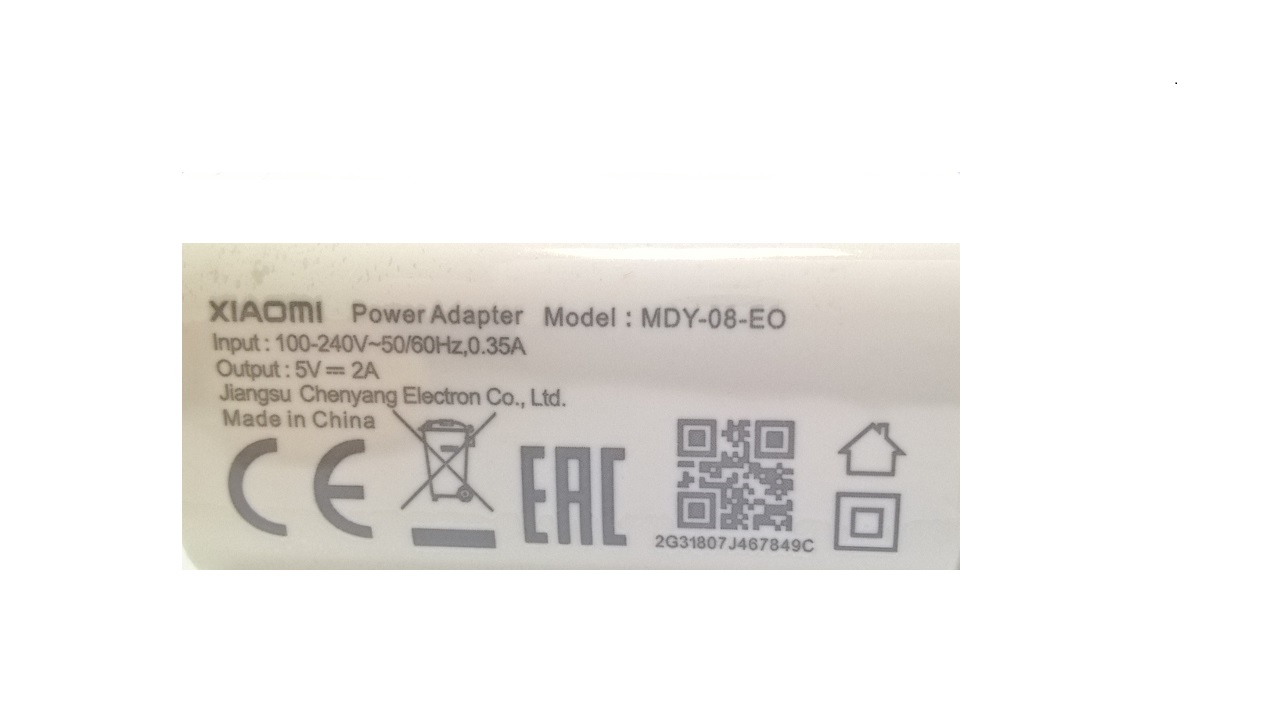 XIAOMI Power Adapter Model : MDY-08-EO
Input : 100-240V~50/60Hz,0.35A
Output : 5V⎓2A
Jiangsu Chenyang Electron Co., Ltd.
Made in China
CE EAC
2G31807J467849C